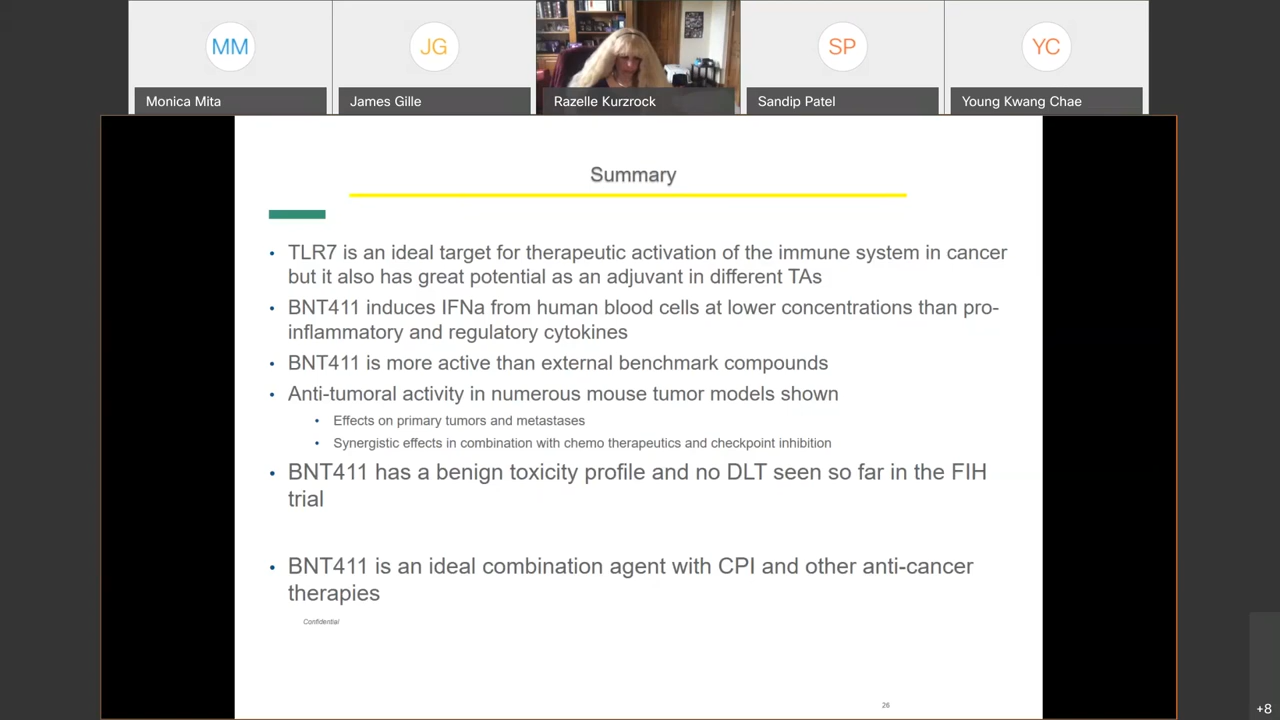 MM
JG
SP
YC
Monica Mita
James Gille
Razelle Kurzrock
Sandip Patel
Young Kwang Chae
Summary
• TLR7 is an ideal target for therapeutic activation of the immune system in cancer
but it also has great potential as an adjuvant in different TAs
• BNT411 induces IFNa from human blood cells at lower concentrations than pro-
inflammatory and regulatory cytokines
• BNT411 is more active than external benchmark compounds
• Anti-tumoral activity in numerous mouse tumor models shown
• Effects on primary tumors and metastases
• Synergistic effects in combination with chemo therapeutics and checkpoint inhibition
• BNT411 has a benign toxicity profile and no DLT seen so far in the FIH
trial
• BNT411 is an ideal combination agent with CPI and other anti-cancer
therapies
Confidential
26
+8